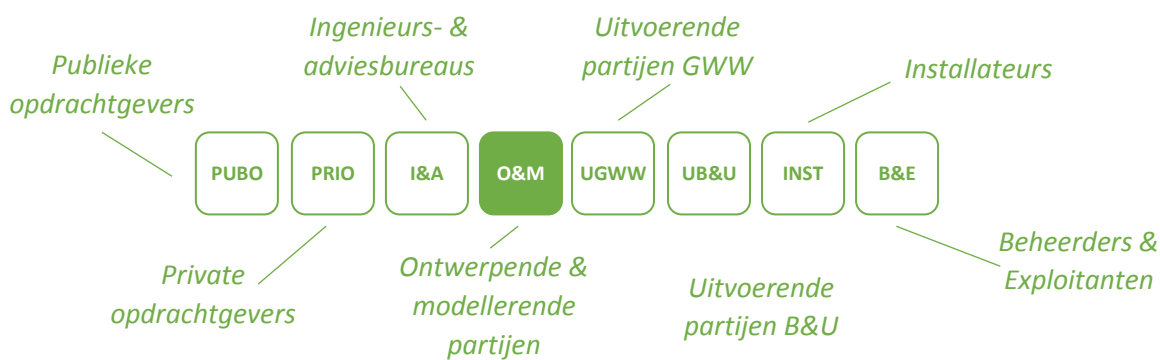 Publieke
opdrachtgevers
Ingenieurs- &
adviesbureaus
Uitvoerende
partijen GWW
Installateurs
PUBO
PRIO
I&A
O&M
UGWW
UB&U
INST
B&E
Private
opdrachtgevers
Ontwerpende &
modellerende
partijen
Uitvoerende
partijen B&U
Beheerders &
Exploitanten